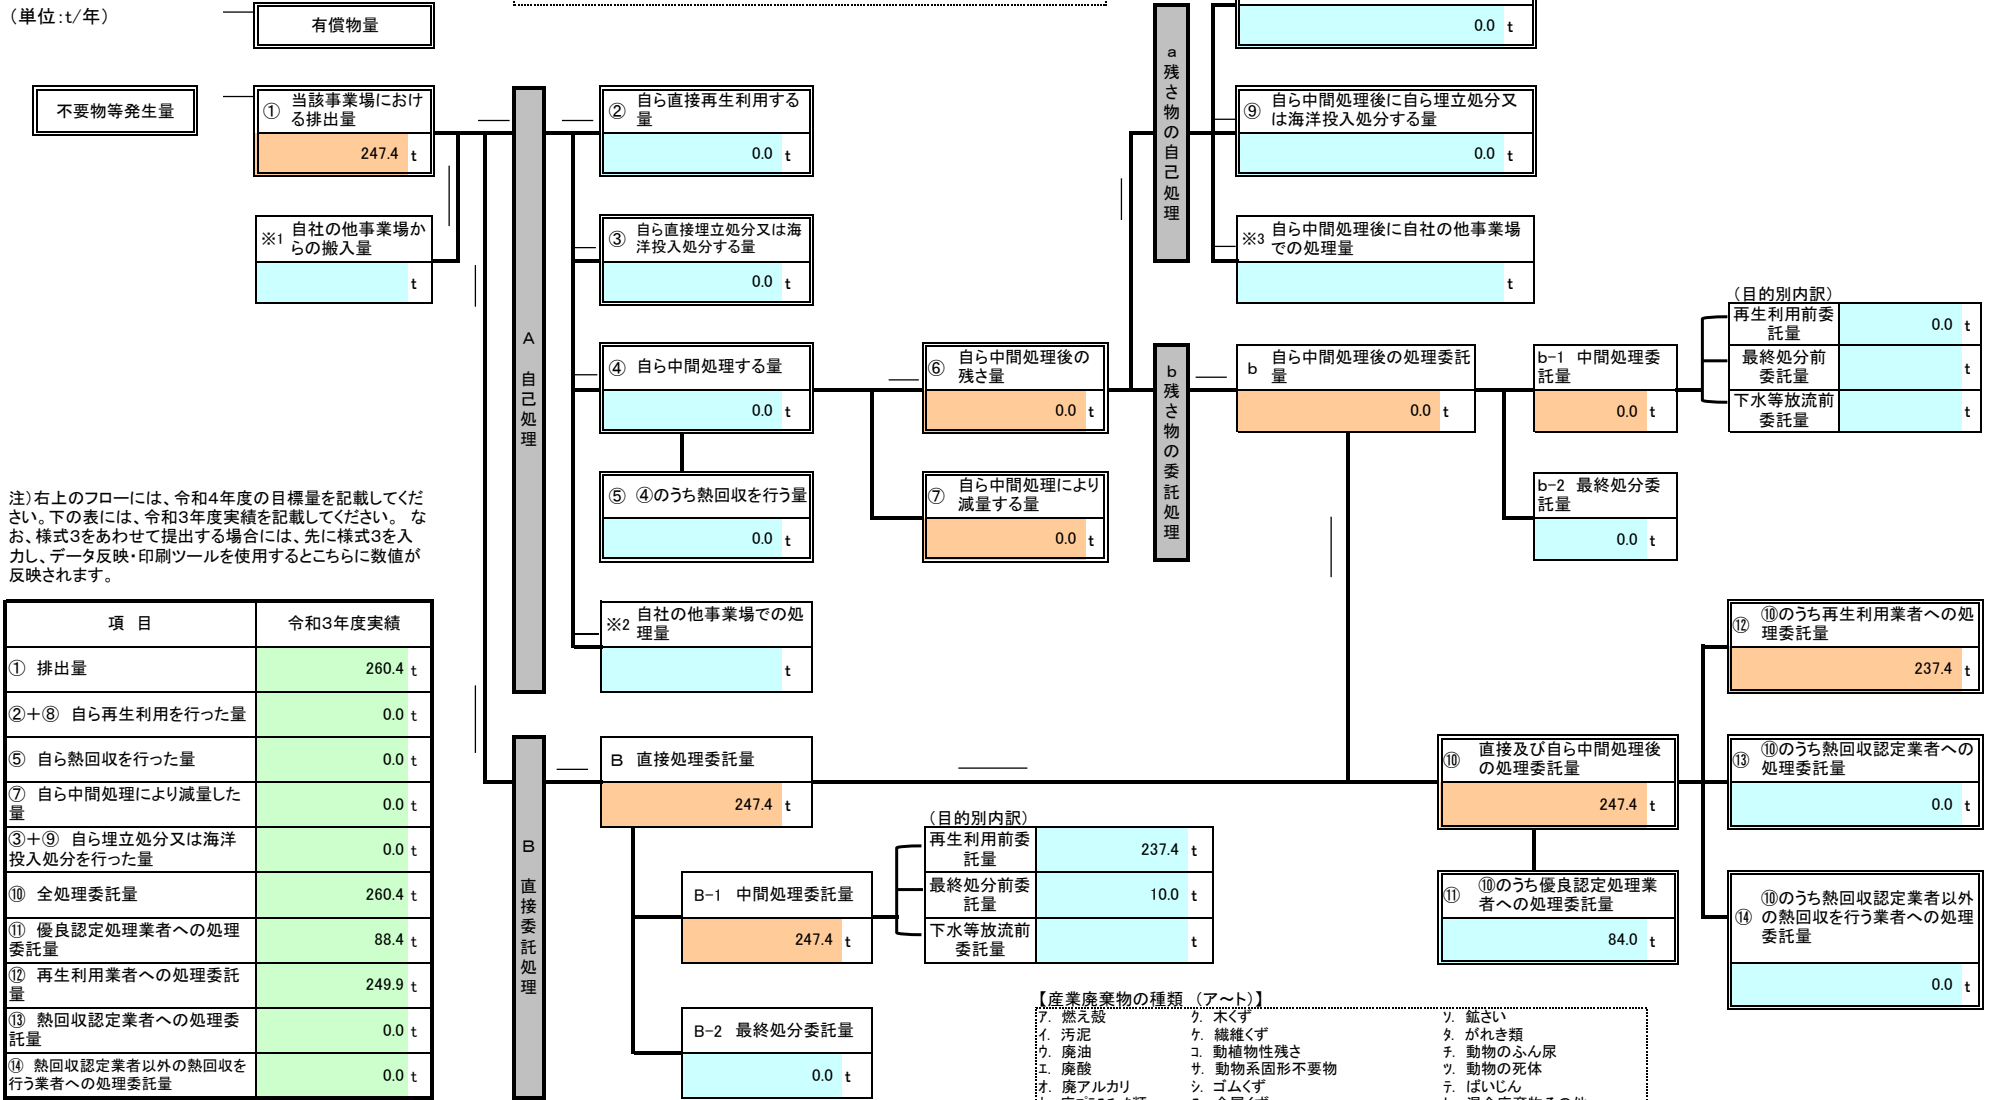 （単位：t/年）
有償物量
0.0 t
不要物等発生量
① 当該事業場におけ
る排出量
247.4 t
※1 自社の他事業場か
らの搬入量
t
A 自己処理
② 自ら直接再生利用する
量
0.0 t
③ 自ら直接埋立処分又は海
洋投入処分する量
0.0 t
④ 自ら中間処理する量
0.0 t
⑤ ④のうち熱回収を行う量
0.0 t
※2 自社の他事業場での処
理量
t
⑥ 自ら中間処理後の
残さ量
0.0 t
⑦ 自ら中間処理により
減量する量
0.0 t
a 残さ物の自己処理
⑨ 自ら中間処理後に自ら埋立処分又
は海洋投入処分する量
0.0 t
※3 自ら中間処理後に自社の他事業場
での処理量
t
b 残さ物の委託処理
b 自ら中間処理後の処理委託
量
0.0 t
b-1 中間処理委
託量
0.0 t
b-2 最終処分委
託量
0.0 t
（目的別内訳）
再生利用前委
託量
0.0 t
最終処分前
委託量
t
下水等放流前
委託量
t
注）右上のフローには、令和4年度の目標量を記載してくだ
さい。下の表には、令和3年度実績を記載してください。 な
お、様式3をあわせて提出する場合には、先に様式3を入
力し、データ反映・印刷ツールを使用するとこちらに数値が
反映されます。
項 目 令和3年度実績
① 排出量 260.4 t
②＋⑧ 自ら再生利用を行った量 0.0 t
⑤ 自ら熱回収を行った量 0.0 t
⑦ 自ら中間処理により減量した
量
0.0 t
③＋⑨ 自ら埋立処分又は海洋
投入処分を行った量
0.0 t
⑩ 全処理委託量 260.4 t
⑪ 優良認定処理業者への処理
委託量
88.4 t
⑫ 再生利用業者への処理委託
量
249.9 t
⑬ 熱回収認定業者への処理委
託量
0.0 t
⑭ 熱回収認定業者以外の熱回収を
行う業者への処理委託量
0.0 t
B 直接委託処理
B 直接処理委託量
247.4 t
B-1 中間処理委託量
247.4 t
B-2 最終処分委託量
0.0 t
（目的別内訳）
再生利用前委
託量
237.4 t
最終処分前委
託量
10.0 t
下水等放流前
委託量
t
⑩ 直接及び自ら中間処理後
の処理委託量
247.4 t
⑪ ⑩のうち優良認定処理業
者への処理委託量
84.0 t
⑫ ⑩のうち再生利用業者への処
理委託量
237.4 t
⑬ ⑩のうち熱回収認定業者への
処理委託量
0.0 t
⑭ ⑩のうち熱回収認定業者以外
の熱回収を行う業者への処理
委託量
0.0 t
【産業廃棄物の種類 （ア～ト）】
ア. 燃え殻 ク. 木くず ソ. 鉱さい
イ. 汚泥 ケ. 繊維くず タ. がれき類
ウ. 廃油 コ. 動植物性残さ チ. 動物のふん尿
エ. 廃酸 サ. 動物系固形不要物 ツ. 動物の死体
オ. 廃アルカリ シ. ゴムくず テ. ばいじん